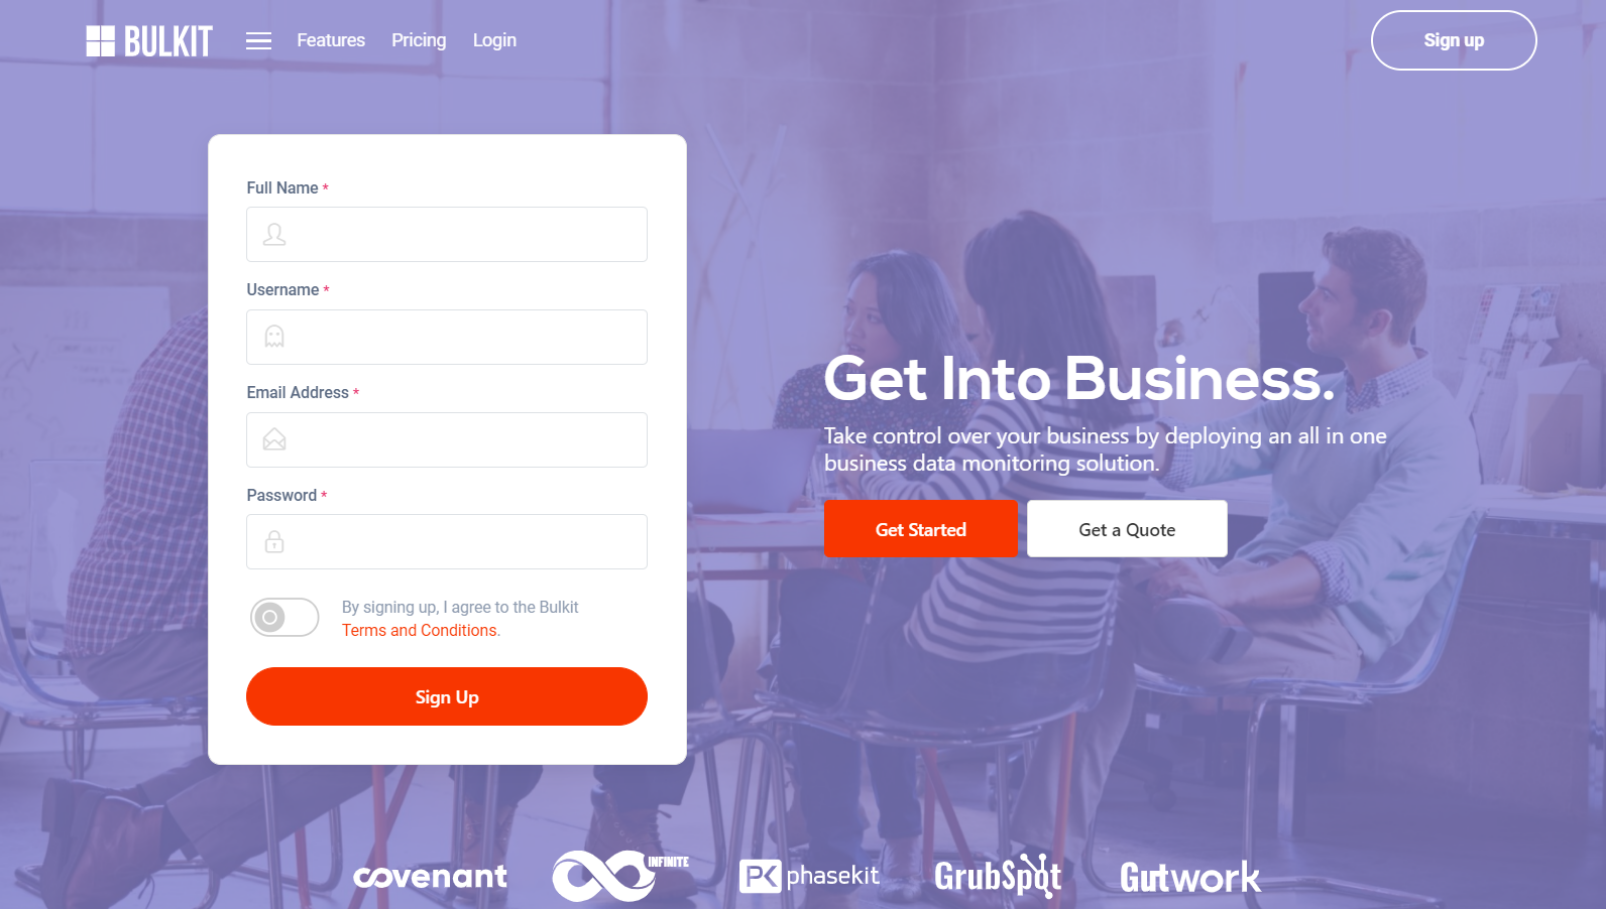 BULKIT
Features
Pricing
Login
Sign up
Full Name *
Username *
Email Address *
Password *
By signing up, I agree to the Bulkit
Terms and Conditions.
Sign Up
Get Into Business.
Take control over your business by deploying an all in one
business data monitoring solution.
Get Started
Get a Quote
covenant
INFINITE
PK phasekit
GrubSpot
Gutwork